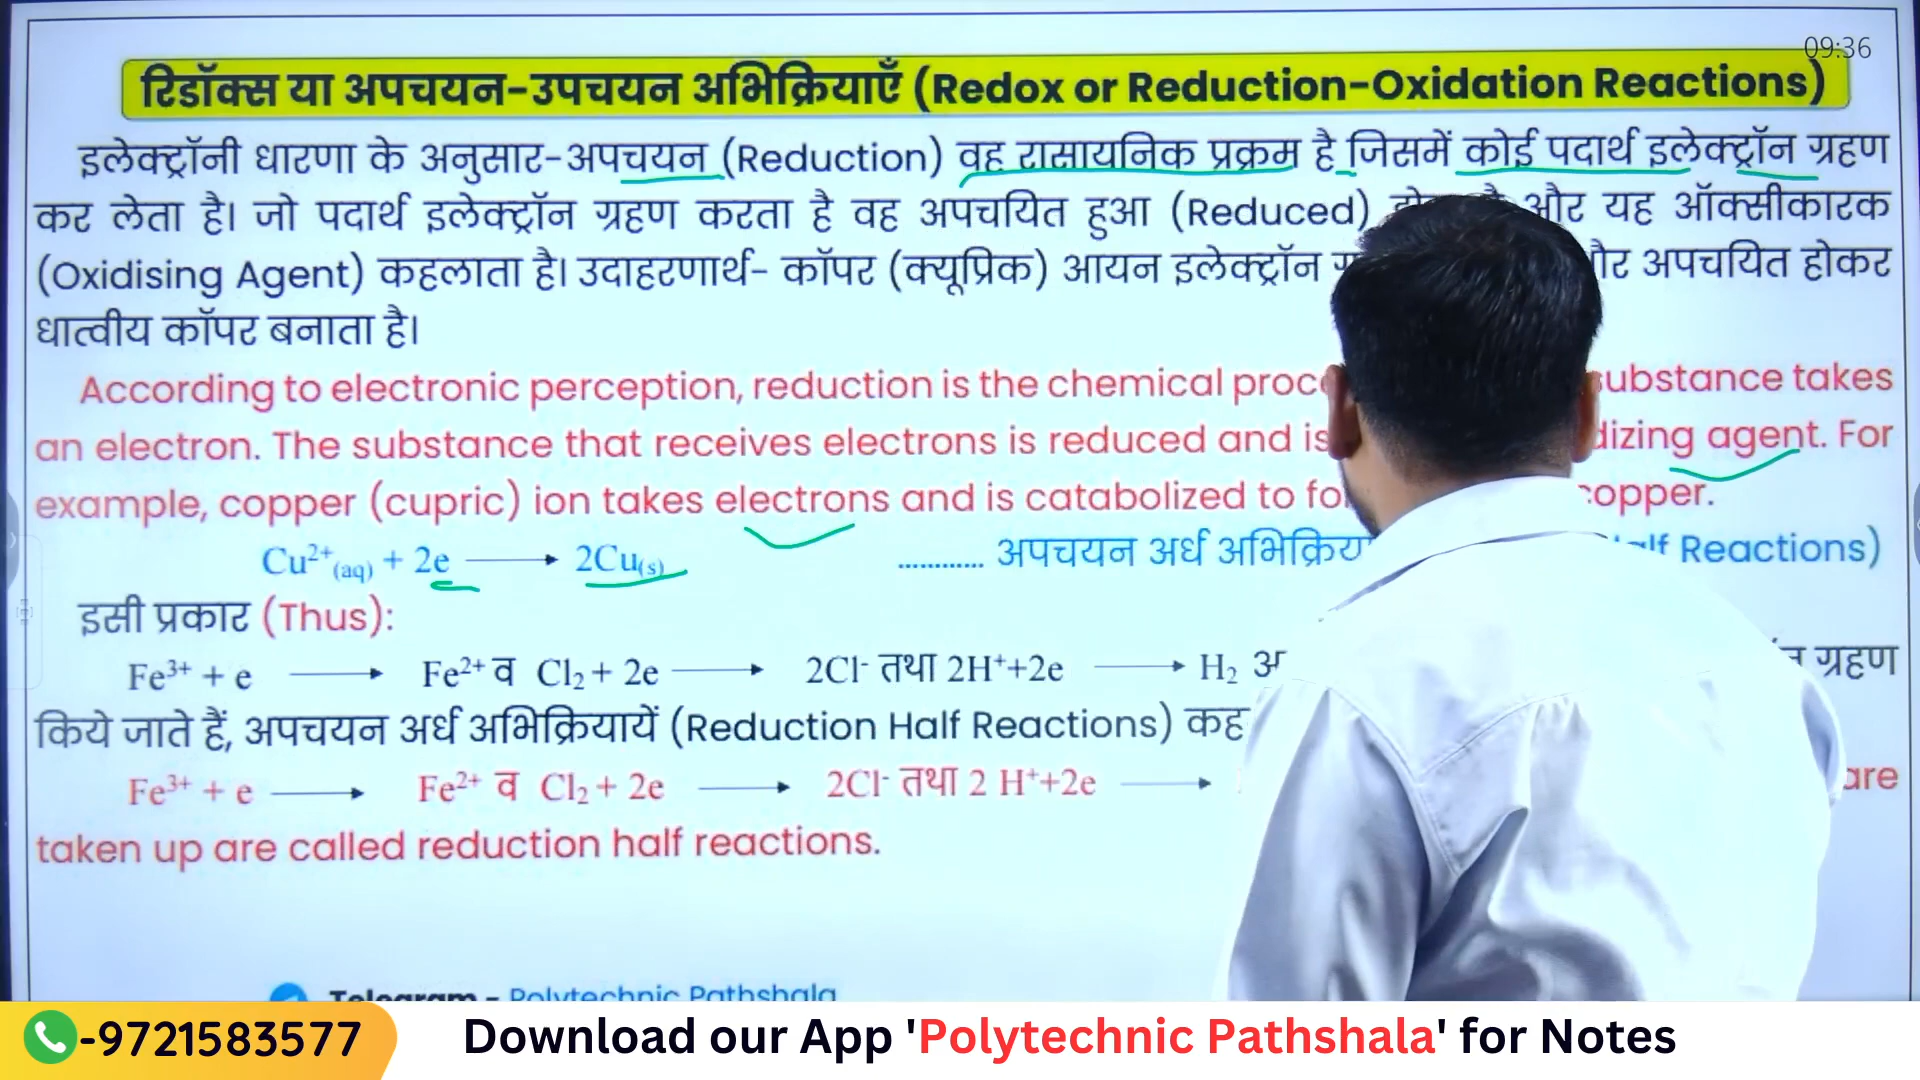 09:36
रिडॉक्स या अपचयन-उपचयन अभिक्रियाएँ (Redox or Reduction-Oxidation Reactions)
इलेक्ट्रॉनी धारणा के अनुसार-अपचयन (Reduction) वह रासायनिक प्रक्रम है जिसमें कोई पदार्थ इलेक्ट्रॉन ग्रहण
कर लेता है। जो पदार्थ इलेक्ट्रॉन ग्रहण करता है वह अपचयित हुआ (Reduced) और यह ऑक्सीकारक
(Oxidising Agent) कहलाता है। उदाहरणार्थ- कॉपर (क्यूप्रिक) आयन इलेक्ट्रॉन अपचयित होकर
धात्वीय कॉपर बनाता है।
According to electronic perception, reduction is the chemical substance takes
an electron. The substance that receives electrons is reduced and is agent. For
example, copper (cupric) ion takes electrons and is catabolized to copper.
Cu²⁺(aq) + 2e ⟶ 2Cu(s) ............ अपचयन अर्ध Reactions)
इसी प्रकार (Thus):
Fe³⁺ + e ⟶ Fe²⁺ व Cl₂ + 2e ⟶ 2Cl⁻ तथा 2H⁺+2e ⟶ H₂ ग्रहण
किये जाते हैं, अपचयन अर्ध अभिक्रियायें (Reduction Half Reactions)
Fe³⁺ + e ⟶ Fe²⁺ व Cl₂ + 2e ⟶ 2Cl⁻ तथा 2 H⁺+2e ⟶ are
taken up are called reduction half reactions.
Telegram - Polytechnic Pathshala
-9721583577 Download our App 'Polytechnic Pathshala' for Notes